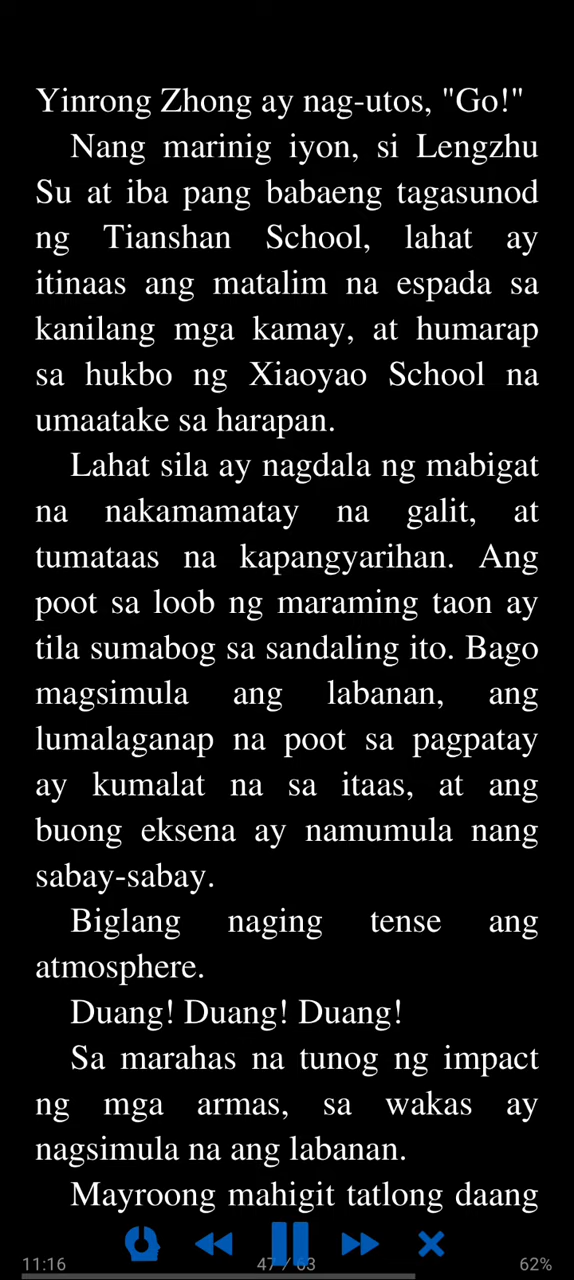 Yinrong Zhong ay nag-utos, "Go!"
Nang marinig iyon, si Lengzhu
Su at iba pang babaeng tagasunod
ng Tianshan School, lahat ay
itinaas ang matalim na espada sa
kanilang mga kamay, at humarap
sa hukbo ng Xiaoyao School na
umaatake sa harapan.
Lahat sila ay nagdala ng mabigat
na nakamamatay na galit, at
tumataas na kapangyarihan. Ang
poot sa loob ng maraming taon ay
tila sumabog sa sandaling ito. Bago
magsimula ang labanan, ang
lumalaganap na poot sa pagpatay
ay kumalat na sa itaas, at ang
buong eksena ay namumula nang
sabay-sabay.
Biglang naging tense ang
atmosphere.
Duang! Duang! Duang!
Sa marahas na tunog ng impact
ng mga armas, sa wakas ay
nagsimula na ang labanan.
Mayroong mahigit tatlong daang
11:16 47 / 63 62%